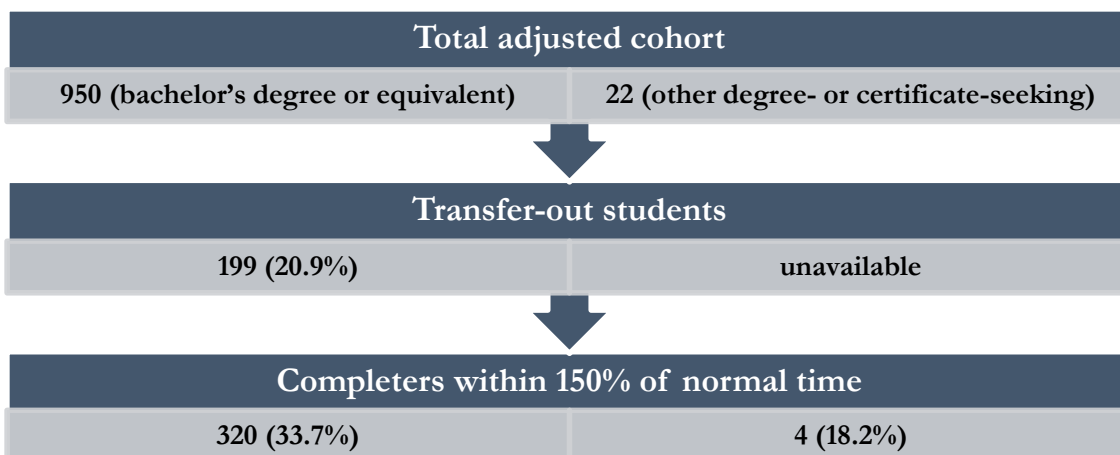 Total adjusted cohort
950 (bachelor's degree or equivalent) 22 (other degree- or certificate-seeking)
Transfer-out students
199 (20.9%) unavailable
Completers within 150% of normal time
320 (33.7%) 4 (18.2%)